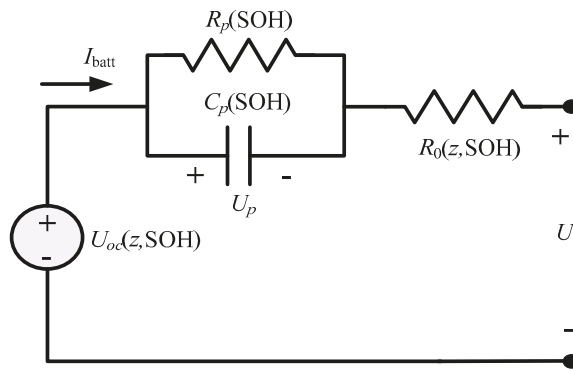 R_p(SOH)
I_batt
C_p(SOH)
R_0(z,SOH)
+
+ -
U_p
+
U_oc(z,SOH)
-
U
-